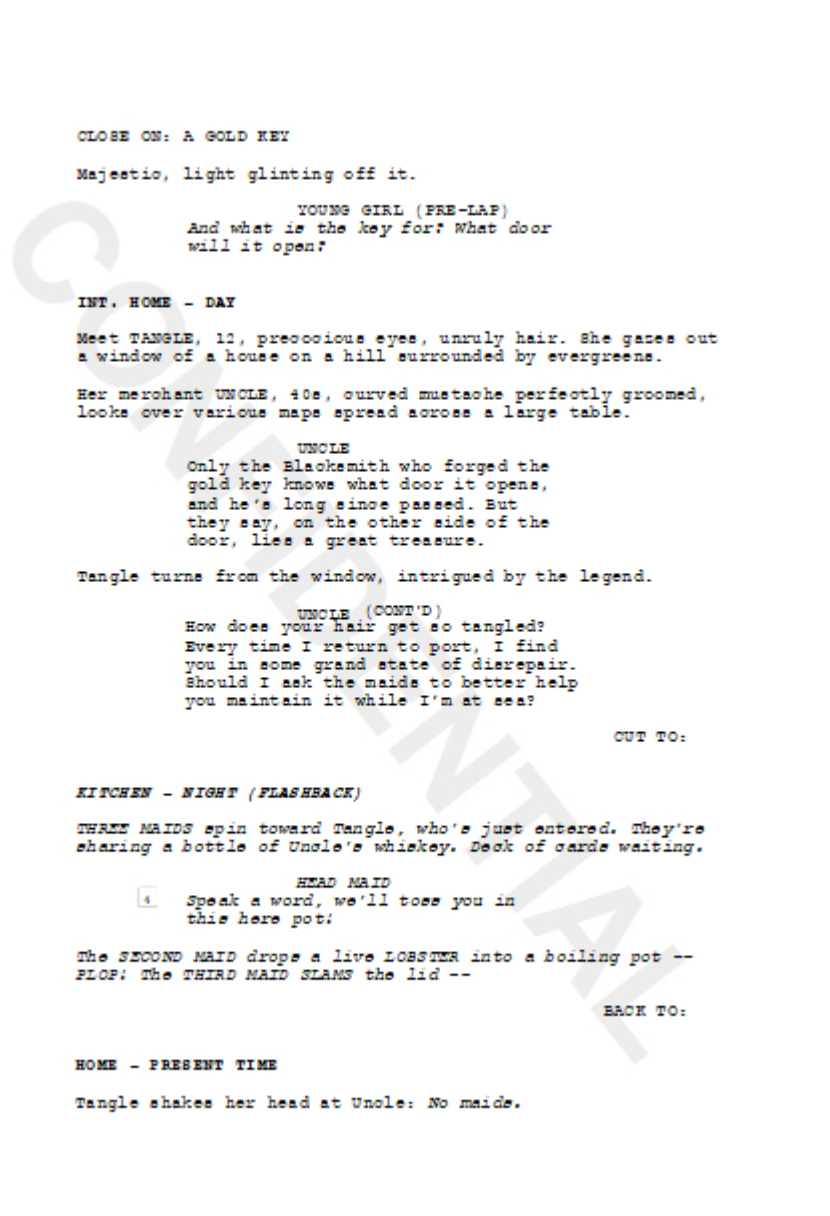 CLOSE ON: A GOLD KEY
Majestic, light glinting off it.
YOUNG GIRL (PRE-LAP)
And what is the key for? What door
will it open?
INT. HOME - DAY
Meet TANGLE, 12, precocious eyes, unruly hair. She gazes out
a window of a house on a hill surrounded by evergreens.
Her merchant UNCLE, 40s, curved mustache perfectly groomed,
looks over various maps spread across a large table.
UNCLE
Only the Blacksmith who forged the
gold key knows what door it opens,
and he's long since passed. But
they say, on the other side of the
door, lies a great treasure.
Tangle turns from the window, intrigued by the legend.
UNCLE (CONT'D)
How does your hair get so tangled?
Every time I return to port, I find
you in some grand state of disrepair.
Should I ask the maids to better help
you maintain it while I'm at sea?
CUT TO:
KITCHEN - NIGHT (FLASHBACK)
THREE MAIDS spin toward Tangle, who's just entered. They're
sharing a bottle of Uncle's whiskey. Deck of cards waiting.
HEAD MAID
4 Speak a word, we'll toss you in
this here pot!
The SECOND MAID drops a live LOBSTER into a boiling pot --
PLOP! The THIRD MAID SLAMS the lid --
BACK TO:
HOME - PRESENT TIME
Tangle shakes her head at Uncle: No maids.
CONFIDENTIAL